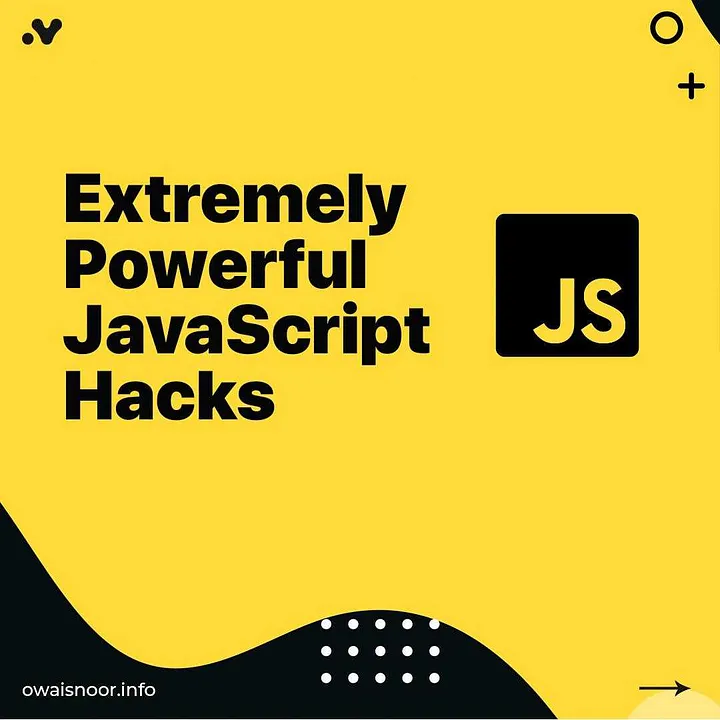 Extremely
Powerful
JavaScript
Hacks
JS
owaisnoor.info